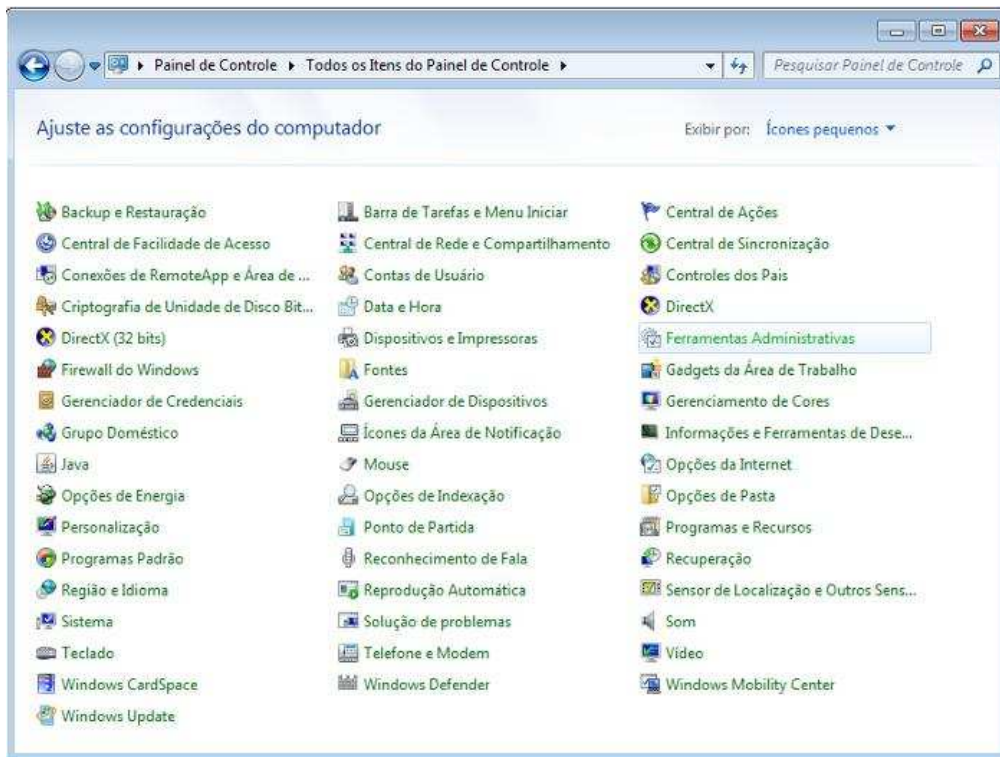 Painel de Controle Todos os Itens do Painel de Controle Pesquisar Painel de Controle
Ajuste as configurações do computador Exibir por: Ícones pequenos
Backup e Restauração Barra de Tarefas e Menu Iniciar Central de Ações
Central de Facilidade de Acesso Central de Rede e Compartilhamento Central de Sincronização
Conexões de RemoteApp e Área de ... Contas de Usuário Controles dos Pais
Criptografia de Unidade de Disco Bit... Data e Hora DirectX
DirectX (32 bits) Dispositivos e Impressoras Ferramentas Administrativas
Firewall do Windows Fontes Gadgets da Área de Trabalho
Gerenciador de Credenciais Gerenciador de Dispositivos Gerenciamento de Cores
Grupo Doméstico Ícones da Área de Notificação Informações e Ferramentas de Dese...
Java Mouse Opções da Internet
Opções de Energia Opções de Indexação Opções de Pasta
Personalização Ponto de Partida Programas e Recursos
Programas Padrão Reconhecimento de Fala Recuperação
Região e Idioma Reprodução Automática Sensor de Localização e Outros Sens...
Sistema Solução de problemas Som
Teclado Telefone e Modem Vídeo
Windows CardSpace Windows Defender Windows Mobility Center
Windows Update